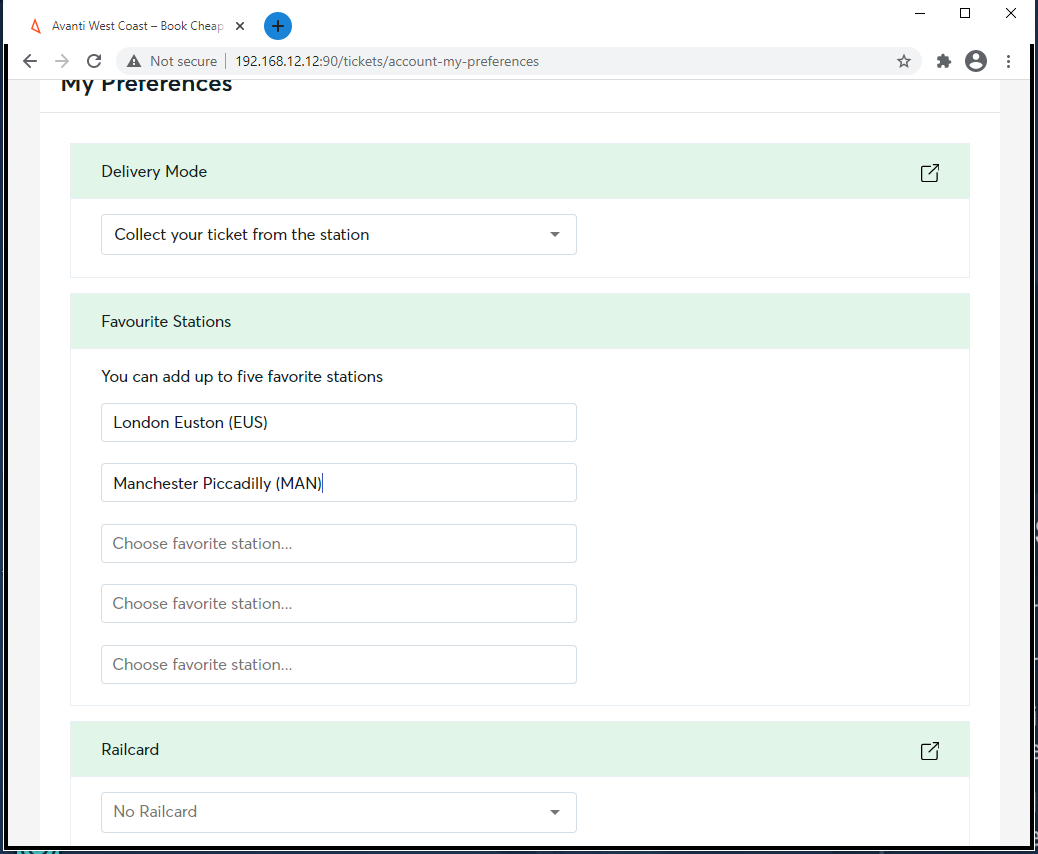 Avanti West Coast – Book Cheap
Not secure | 192.168.12.12:90/tickets/account-my-preferences
My Preferences
Delivery Mode
Collect your ticket from the station
Favourite Stations
You can add up to five favorite stations
London Euston (EUS)
Manchester Piccadilly (MAN)
Choose favorite station...
Choose favorite station...
Choose favorite station...
Railcard
No Railcard